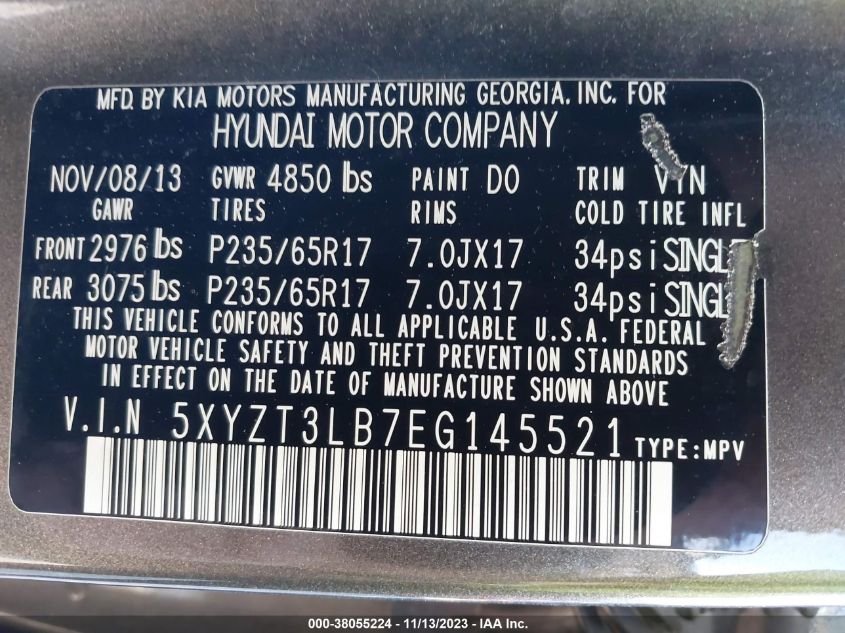 MFD. BY KIA MOTORS MANUFACTURING GEORGIA. INC. FOR
HYUNDAI MOTOR COMPANY
NOV/08/13 GVWR 4850 lbs PAINT DO TRIM VYN
GAWR TIRES RIMS COLD TIRE INFL
FRONT 2976 lbs P235/65R17 7.0JX17 34psi SINGLE
REAR 3075 lbs P235/65R17 7.0JX17 34psi SINGLE
THIS VEHICLE CONFORMS TO ALL APPLICABLE U.S.A. FEDERAL
MOTOR VEHICLE SAFETY AND THEFT PREVENTION STANDARDS
IN EFFECT ON THE DATE OF MANUFACTURE SHOWN ABOVE
V.I.N 5XYZT3LB7EG145521 TYPE:MPV
000-38055224 - 11/13/2023 - IAA Inc.